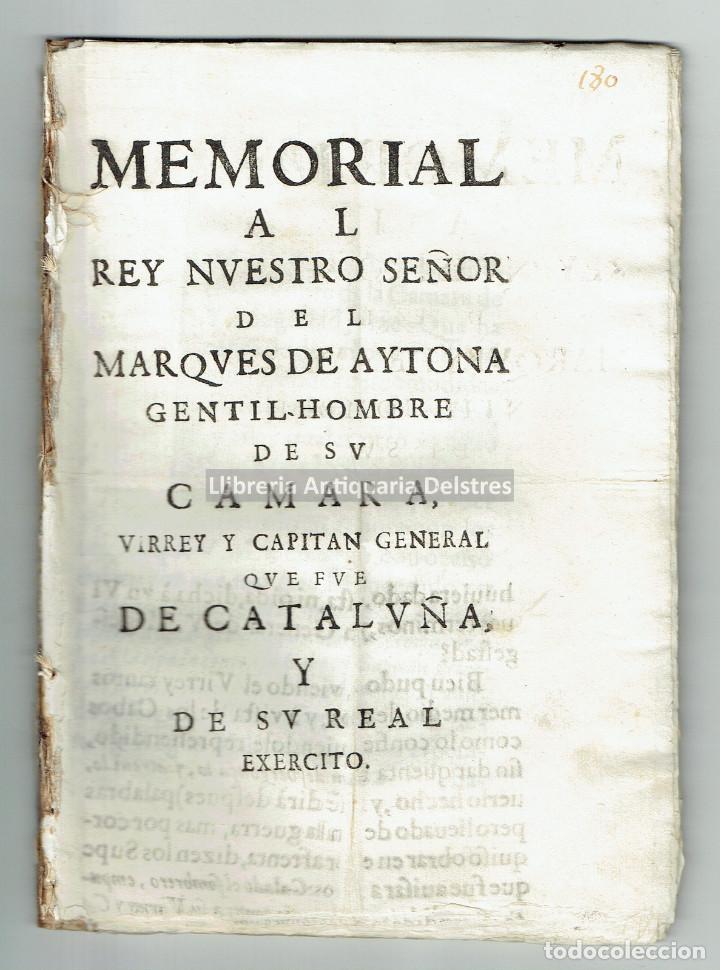 180
MEMORIAL
A L
REY NVESTRO SEÑOR
D E L
MARQVES DE AYTONA
GENTIL-HOMBRE
DE SV
CAMARA,
Llibreria Antiquaria Delstres
VIRREY Y CAPITAN GENERAL
QVE FVE
DE CATALVÑA,
Y
DE SV REAL
EXERCITO.
todocoleccion